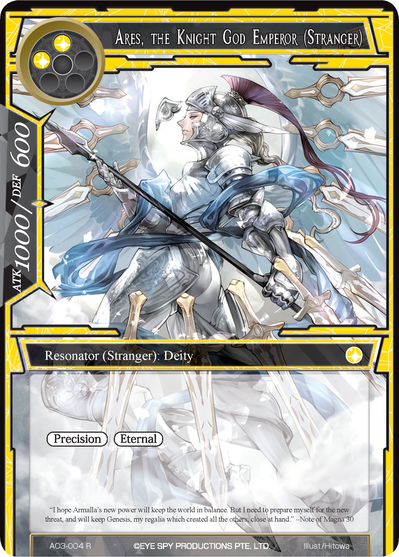 Ares, the Knight God Emperor (Stranger)
ATK 1000 / DEF 600
Resonator (Stranger): Deity
Precision Eternal
"I hope Armalla's new power will keep the world in balance. But I need to prepare myself for the new
threat, and will keep Genesis, my regalia which created all the others, close at hand." –Note of Magna 30
A03-004 R ©EYE SPY PRODUCTIONS PTE. LTD. Illust/Hitowa